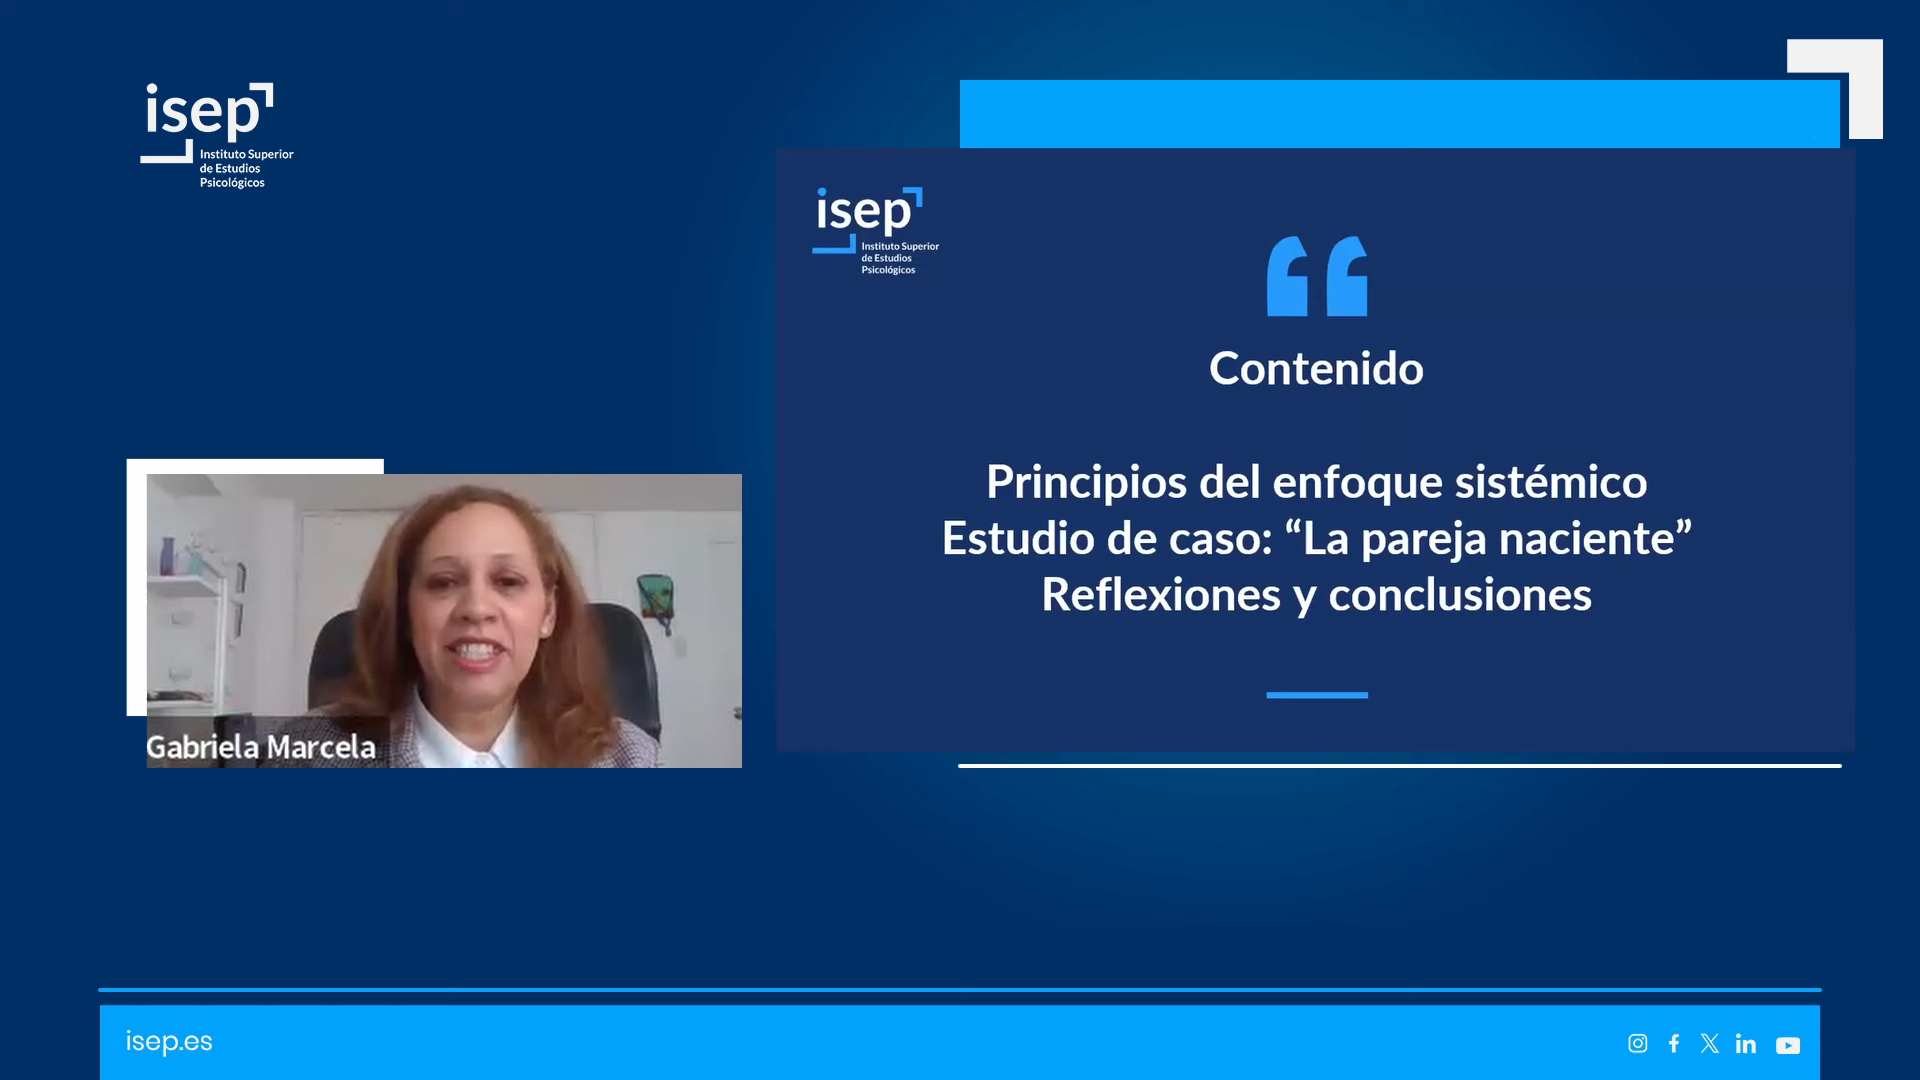 isep
Instituto Superior
de Estudios
Psicológicos
isep
Instituto Superior
de Estudios
Psicológicos
Contenido
Principios del enfoque sistémico
Estudio de caso: “La pareja naciente”
Reflexiones y conclusiones
Gabriela Marcela
isep.es